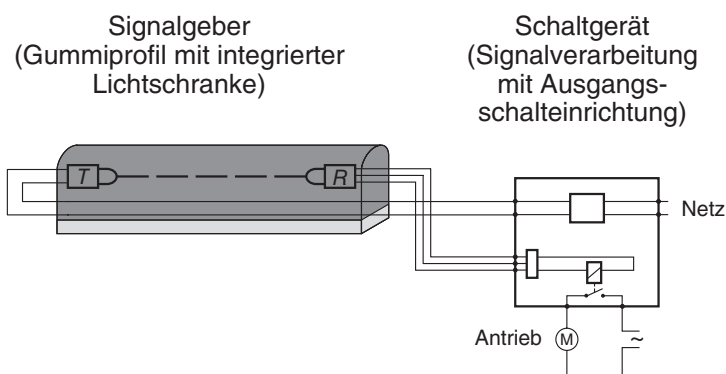 Signalgeber
(Gummiprofil mit integrierter
Lichtschranke)
Schaltgerät
(Signalverarbeitung
mit Ausgangs-
schalteinrichtung)
T
R
Netz
Antrieb
M
~